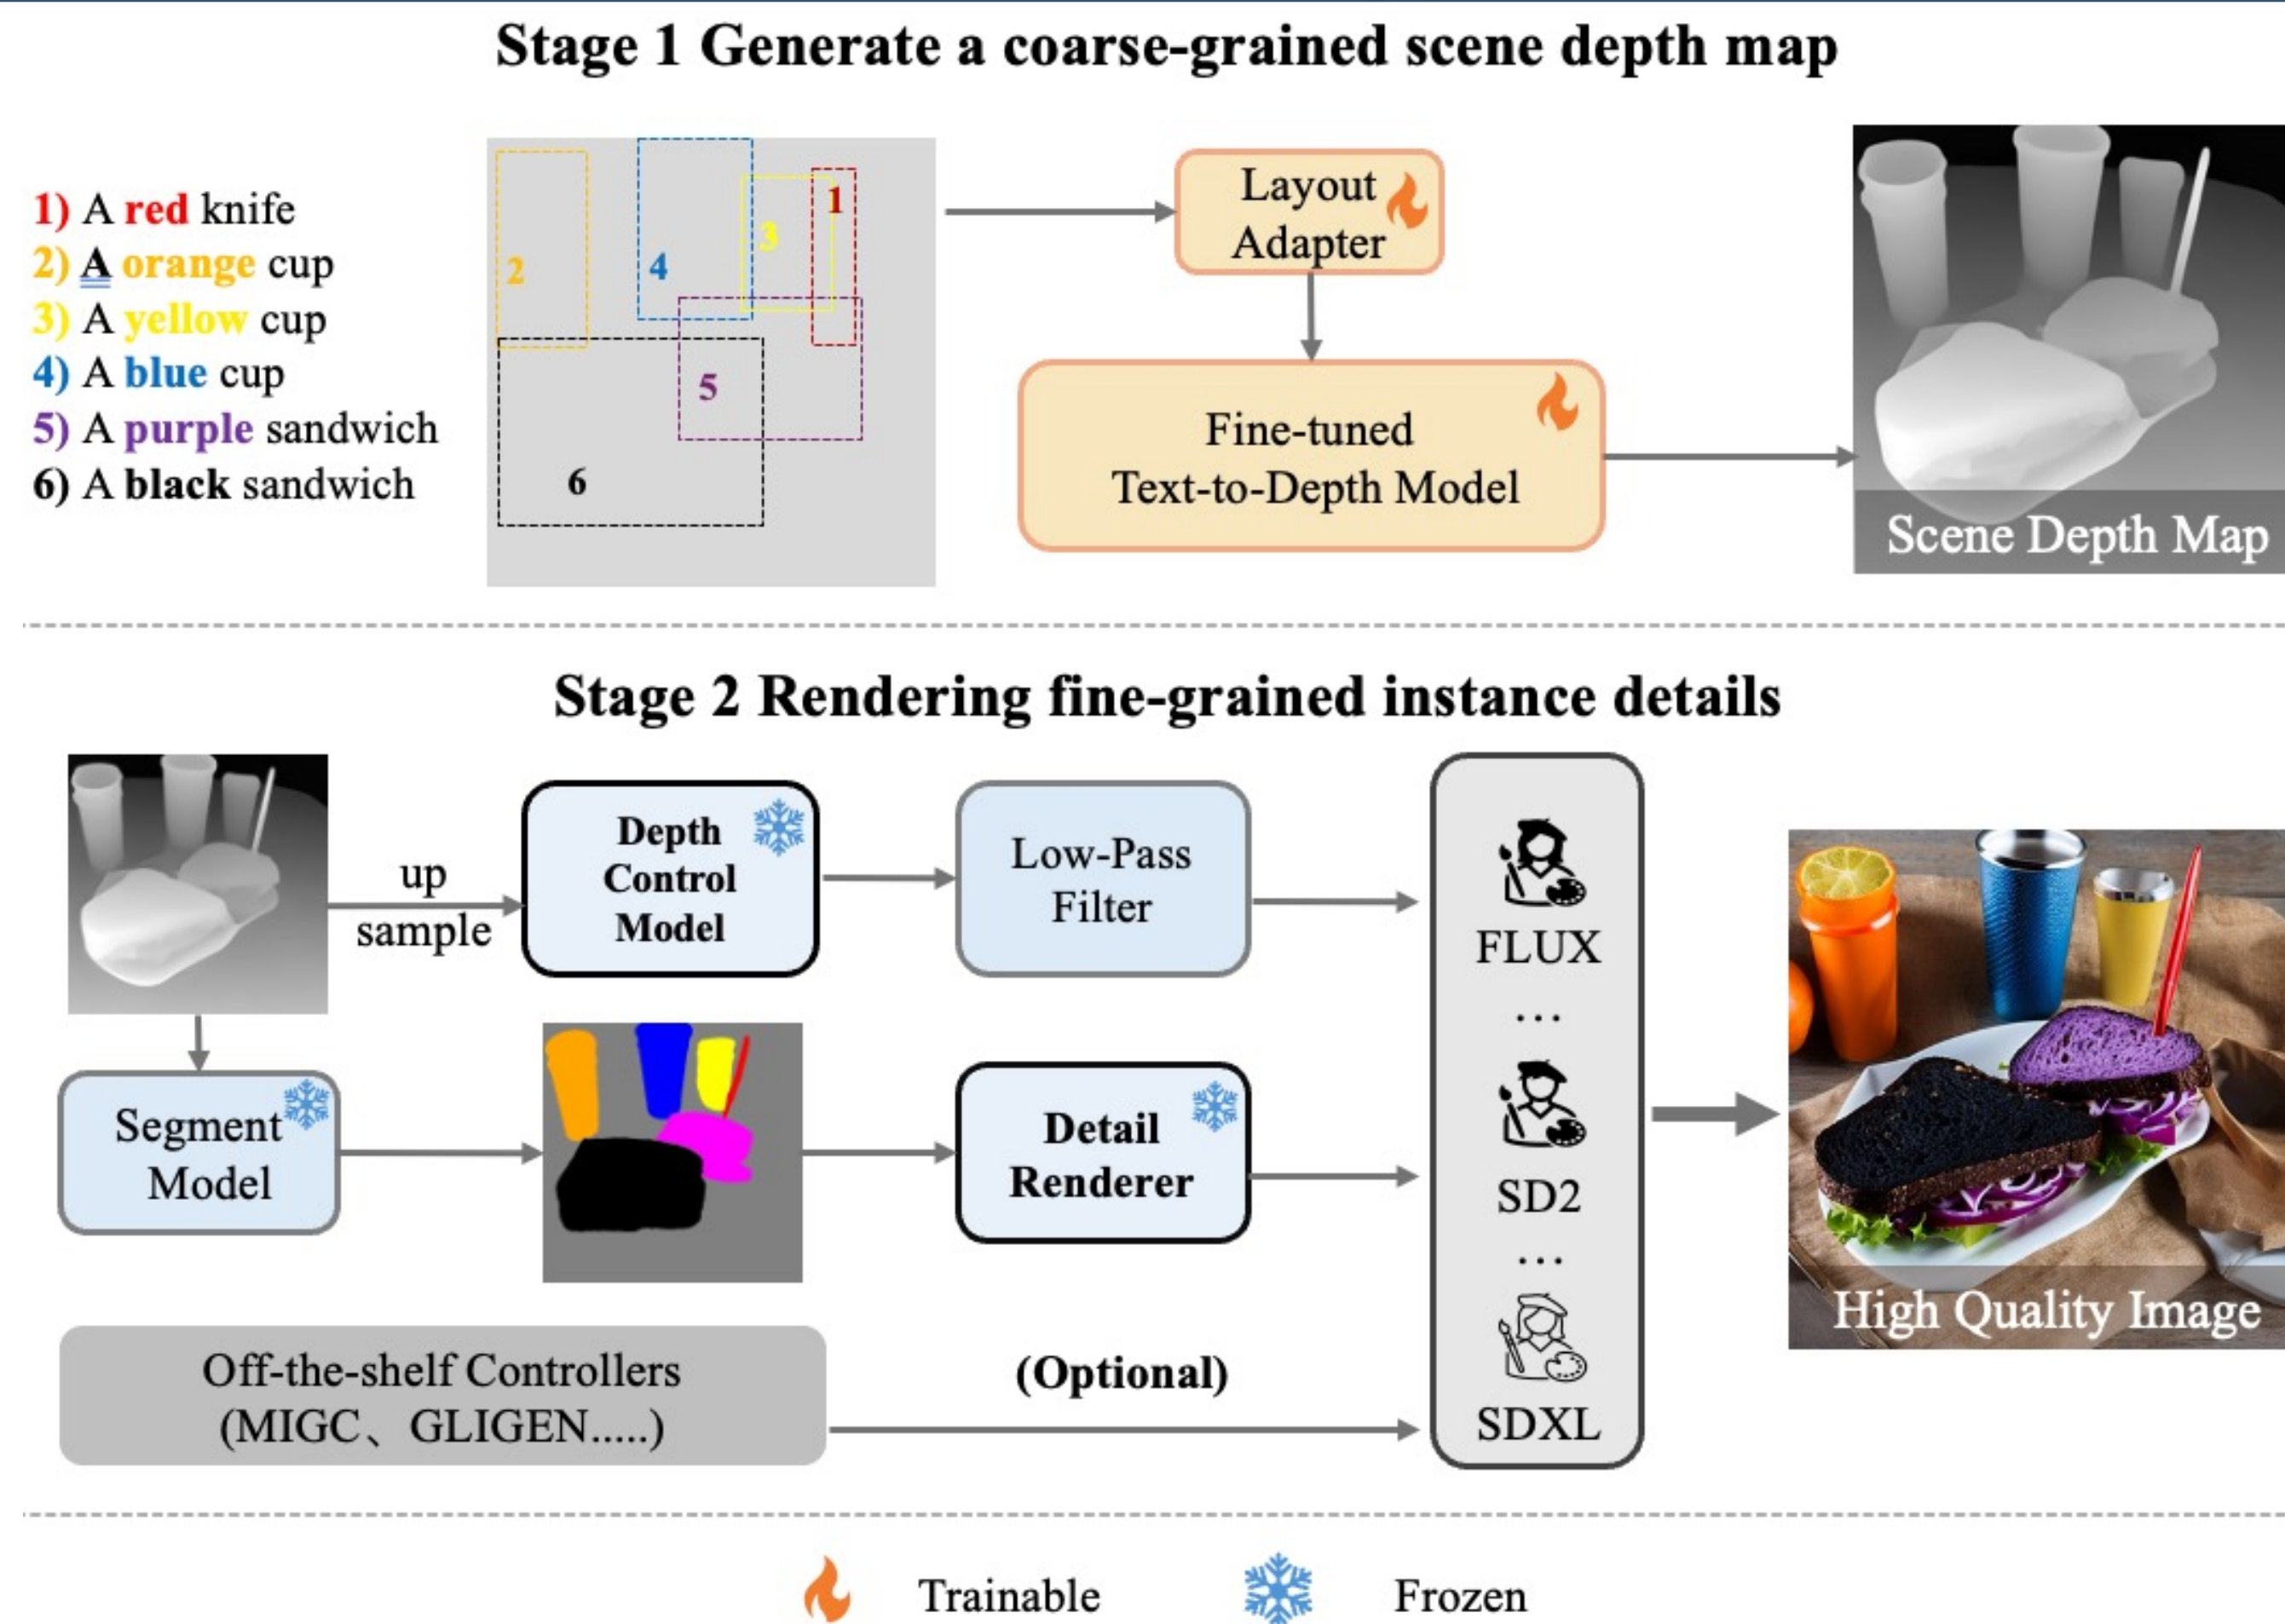 Stage 1 Generate a coarse-grained scene depth map
1) A red knife
2) A orange cup
3) A yellow cup
4) A blue cup
5) A purple sandwich
6) A black sandwich
1
2
3
4
5
6
Layout
Adapter
Fine-tuned
Text-to-Depth Model
Scene Depth Map
Stage 2 Rendering fine-grained instance details
up
sample
Depth
Control
Model
Low-Pass
Filter
Segment
Model
Detail
Renderer
Off-the-shelf Controllers
(MIGC、GLIGEN.....)
(Optional)
FLUX
...
SD2
...
SDXL
High Quality Image
Trainable
Frozen